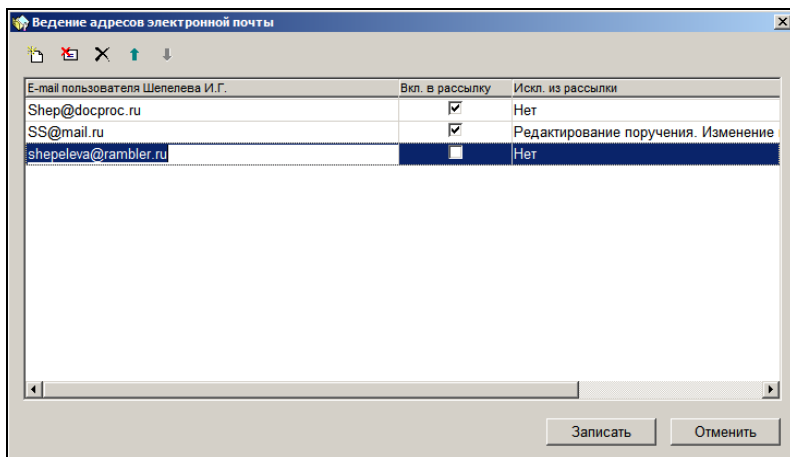 Ведение адресов электронной почты
E-mail пользователя Шепелева И.Г. Вкл. в рассылку Искл. из рассылки
Shep@docproc.ru Нет
SS@mail.ru Редактирование поручения. Изменение
shepeleva@rambler.ru Нет
Записать Отменить